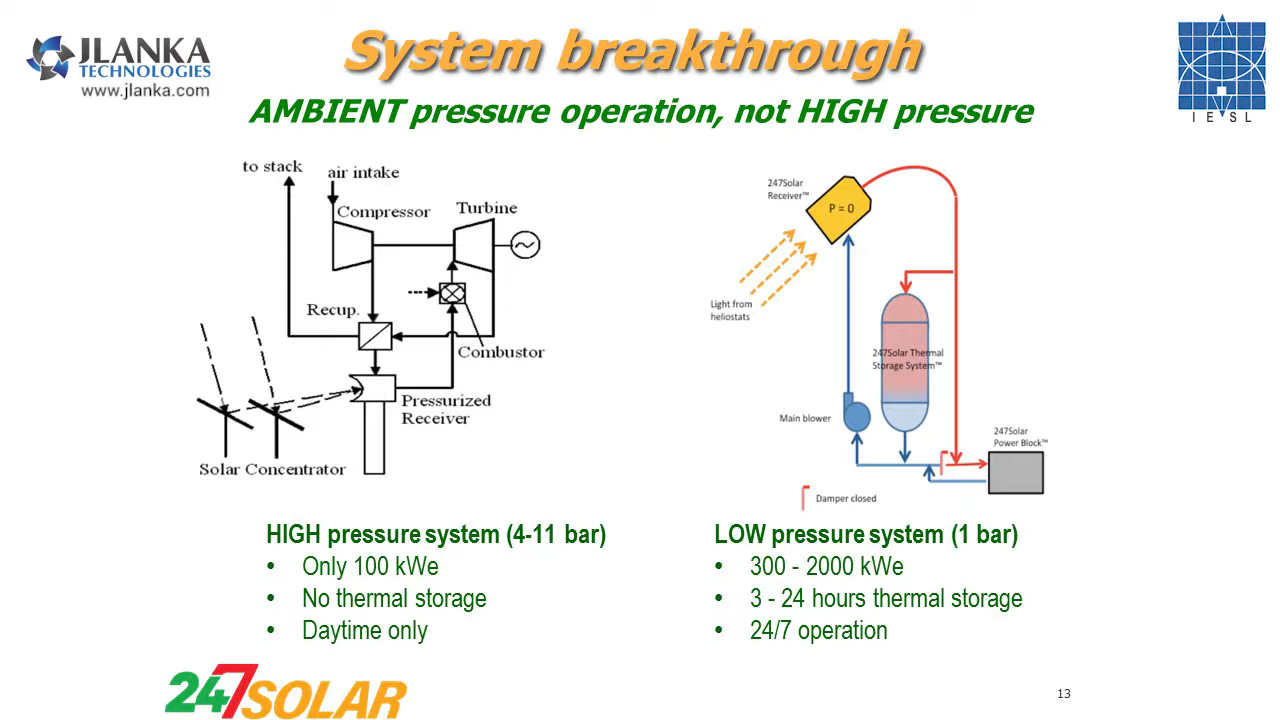 JLANKA
TECHNOLOGIES
www.jlanka.com
System breakthrough
AMBIENT pressure operation, not HIGH pressure
I E S L
to stack
air intake
Compressor
Turbine
Recup.
Combustor
Pressurized
Receiver
Solar Concentrator
247Solar
Receiver™
P = 0
Light from
heliostats
247Solar Thermal
Storage System™
Main blower
247Solar
Power Block™
Damper closed
HIGH pressure system (4-11 bar)
• Only 100 kWe
• No thermal storage
• Daytime only
LOW pressure system (1 bar)
• 300 - 2000 kWe
• 3 - 24 hours thermal storage
• 24/7 operation
247SOLAR
13